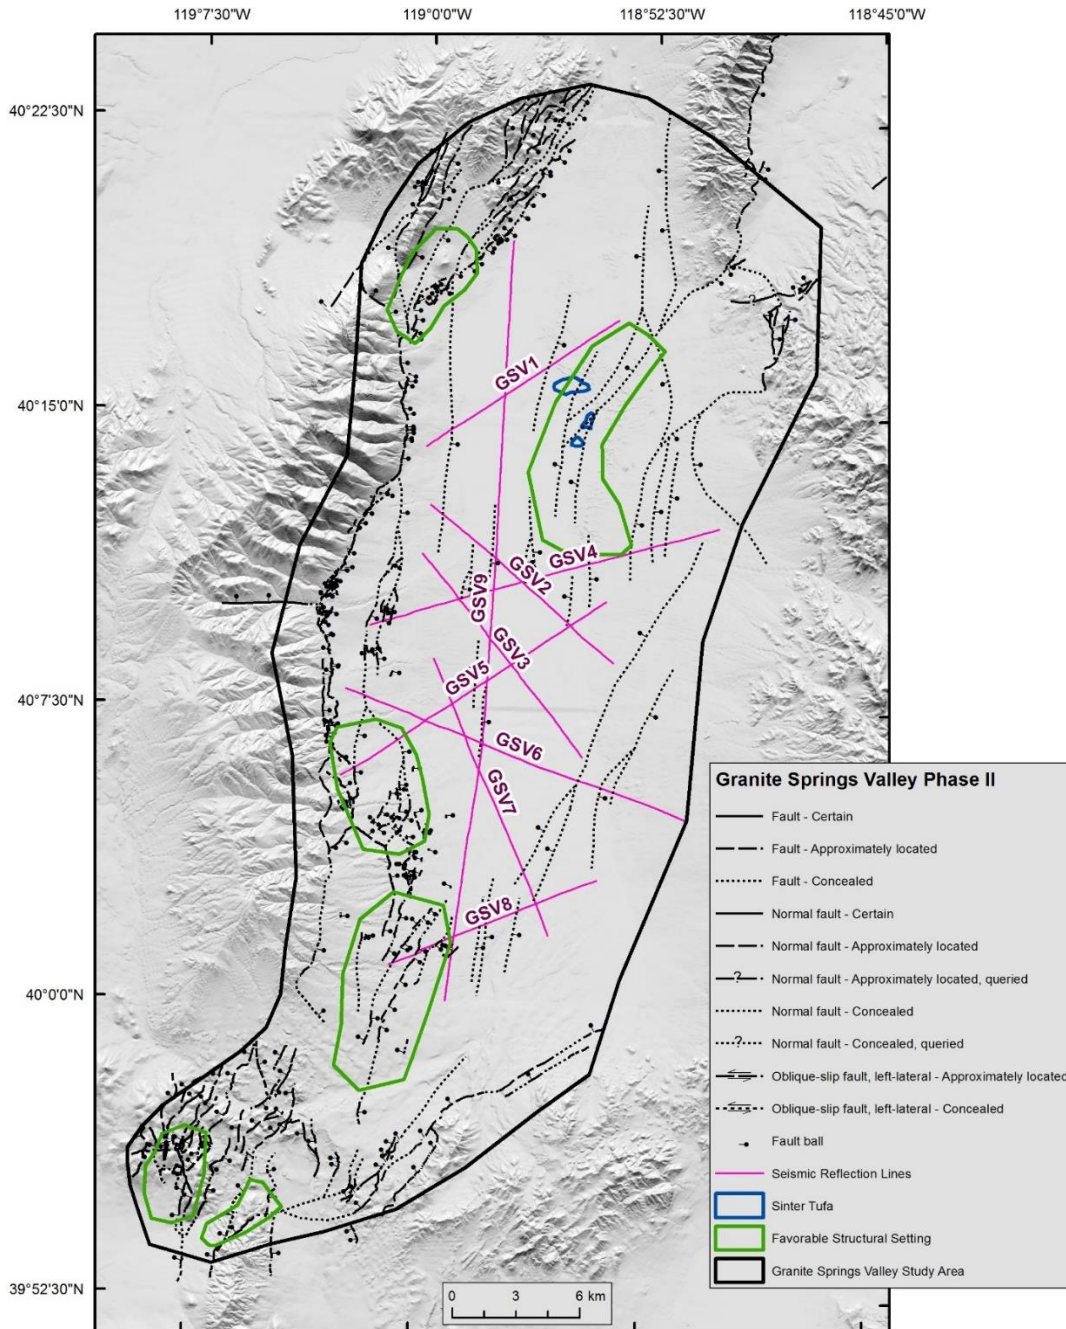 119°7'30"W
119°0'0"W
118°52'30"W
118°45'0"W
40°22'30"N
40°15'0"N
40°7'30"N
40°0'0"N
39°52'30"N
GSV1
GSV4
GSV2
GSV9
GSV3
GSV5
GSV6
GSV7
GSV8
?
?
Granite Springs Valley Phase II
Fault - Certain
Fault - Approximately located
Fault - Concealed
Normal fault - Certain
Normal fault - Approximately located
? Normal fault - Approximately located, queried
Normal fault - Concealed
? Normal fault - Concealed, queried
Oblique-slip fault, left-lateral - Approximately located
Oblique-slip fault, left-lateral - Concealed
Fault ball
Seismic Reflection Lines
Sinter Tufa
Favorable Structural Setting
Granite Springs Valley Study Area
0 3 6 km